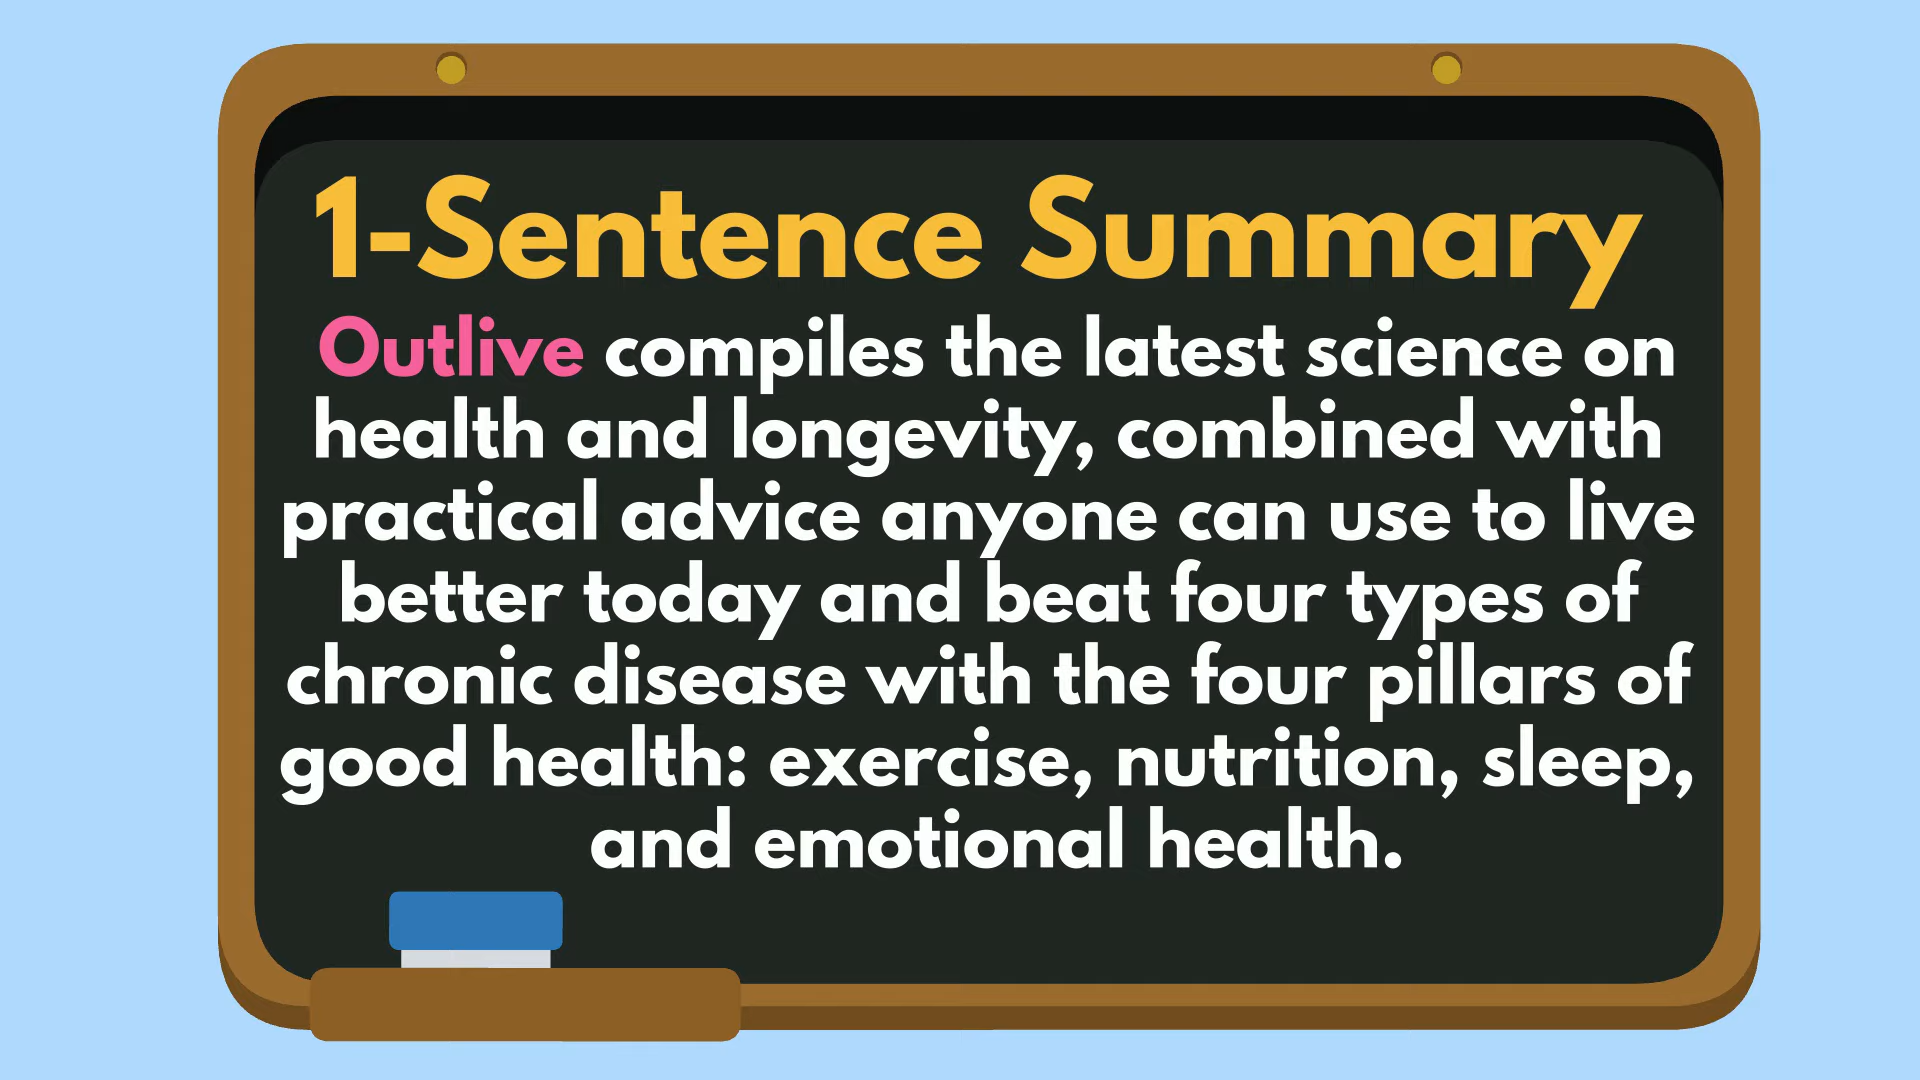 1-Sentence Summary
Outlive compiles the latest science on
health and longevity, combined with
practical advice anyone can use to live
better today and beat four types of
chronic disease with the four pillars of
good health: exercise, nutrition, sleep,
and emotional health.